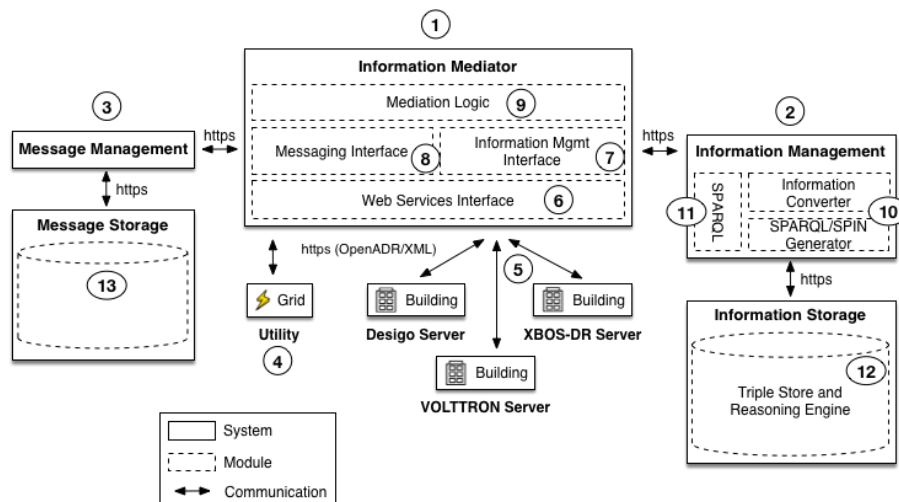 1
Information Mediator
Mediation Logic
9
Messaging Interface
8
Information Mgmt
Interface
7
Web Services Interface
6
3
https
Message Management
https
Message Storage
13
https
2
Information Management
SPARQL
11
Information
Converter
10
SPARQL/SPIN
Generator
https
Information Storage
12
Triple Store and
Reasoning Engine
https (OpenADR/XML)
5
Grid
Utility
4
Building
Desigo Server
Building
XBOS-DR Server
Building
VOLTTRON Server
System
Module
Communication